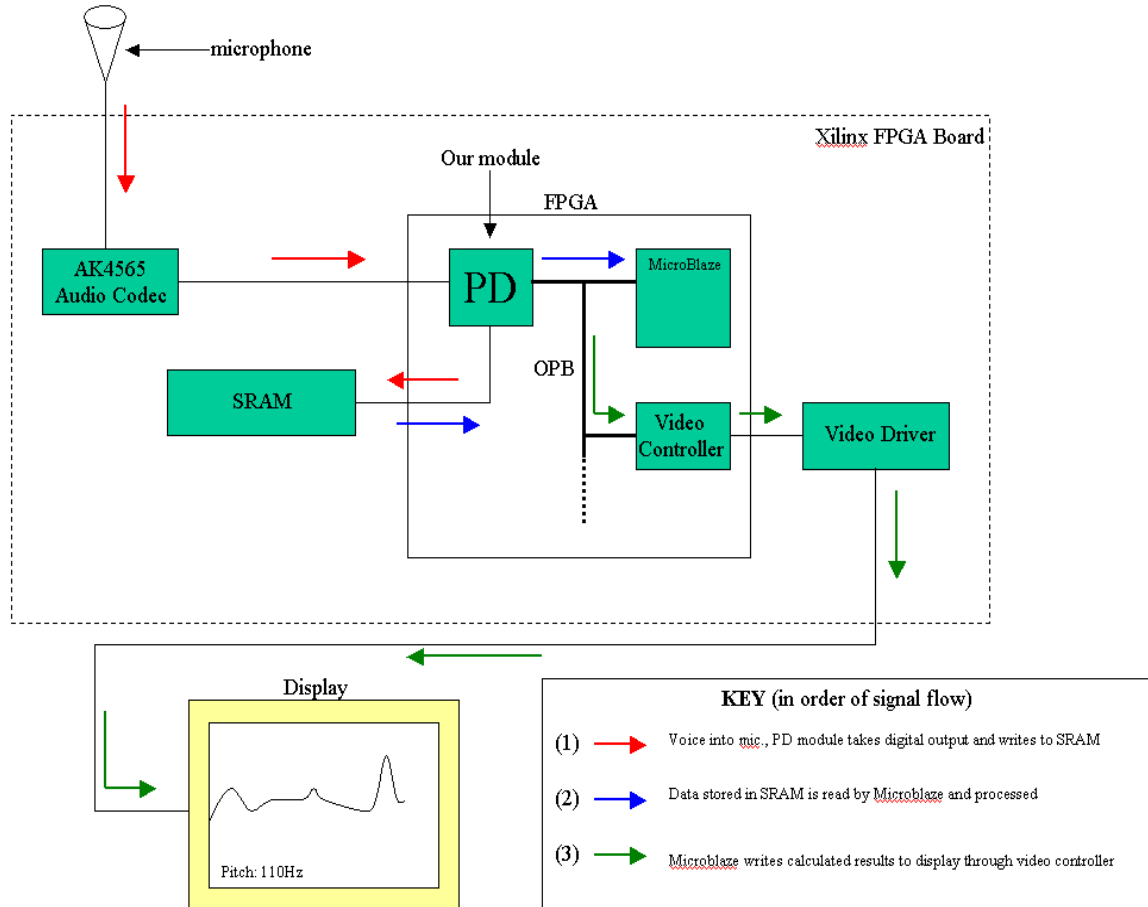 microphone
Xilinx FPGA Board
Our module
FPGA
AK4565
Audio Codec
PD
MicroBlaze
OPB
SRAM
Video
Controller
Video Driver
Display
Pitch: 110Hz
KEY (in order of signal flow)
(1) Voice into mic., PD module takes digital output and writes to SRAM
(2) Data stored in SRAM is read by Microblaze and processed
(3) Microblaze writes calculated results to display through video controller